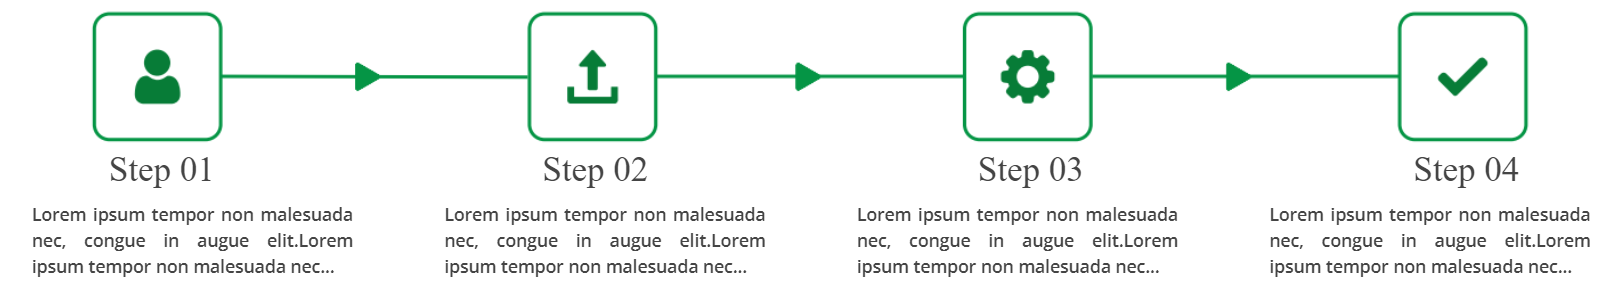 Step 01
Lorem ipsum tempor non malesuada
nec, congue in augue elit.Lorem
ipsum tempor non malesuada nec...
Step 02
Lorem ipsum tempor non malesuada
nec, congue in augue elit.Lorem
ipsum tempor non malesuada nec...
Step 03
Lorem ipsum tempor non malesuada
nec, congue in augue elit.Lorem
ipsum tempor non malesuada nec...
Step 04
Lorem ipsum tempor non malesuada
nec, congue in augue elit.Lorem
ipsum tempor non malesuada nec...